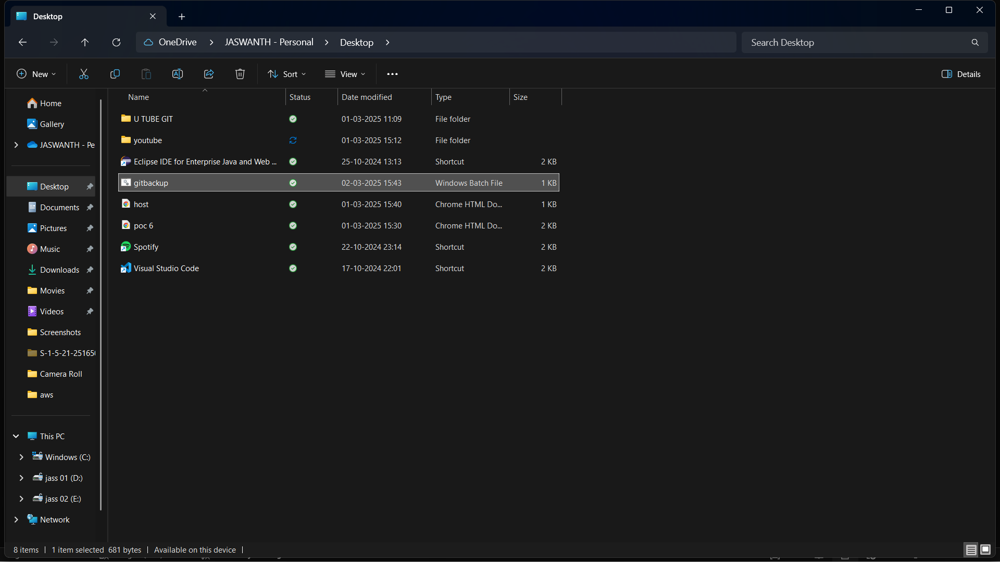 Desktop
OneDrive > JASWANTH - Personal > Desktop >
Search Desktop
New
Sort
View
Details
Name Status Date modified Type Size
U TUBE GIT 01-03-2025 11:09 File folder
youtube 01-03-2025 15:12 File folder
Eclipse IDE for Enterprise Java and Web ... 25-10-2024 13:13 Shortcut 2 KB
gitbackup 02-03-2025 15:43 Windows Batch File 1 KB
host 01-03-2025 15:40 Chrome HTML Do... 1 KB
poc 6 01-03-2025 15:30 Chrome HTML Do... 2 KB
Spotify 22-10-2024 23:14 Shortcut 2 KB
Visual Studio Code 17-10-2024 22:01 Shortcut 2 KB
Home
Gallery
JASWANTH - Pe
Desktop
Documents
Pictures
Music
Downloads
Movies
Videos
Screenshots
S-1-5-21-25165
Camera Roll
aws
This PC
Windows (C:)
jass 01 (D:)
jass 02 (E:)
Network
8 items | 1 item selected 681 bytes | Available on this device |